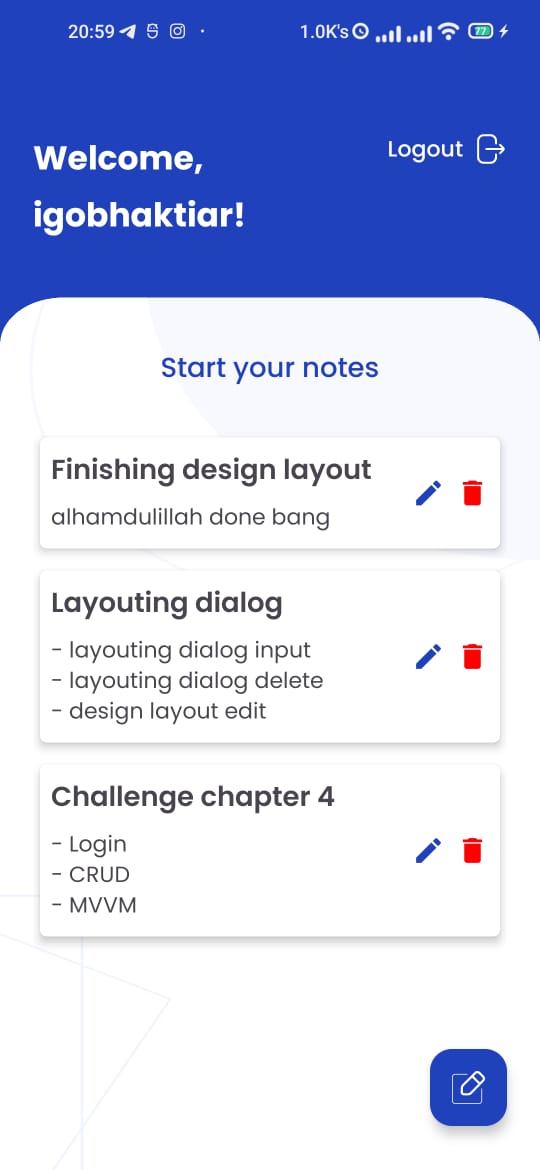 20:59
1.0K's
77
Welcome,
igobhaktiar!
Logout
Start your notes
Finishing design layout
alhamdulillah done bang
Layouting dialog
- layouting dialog input
- layouting dialog delete
- design layout edit
Challenge chapter 4
- Login
- CRUD
- MVVM